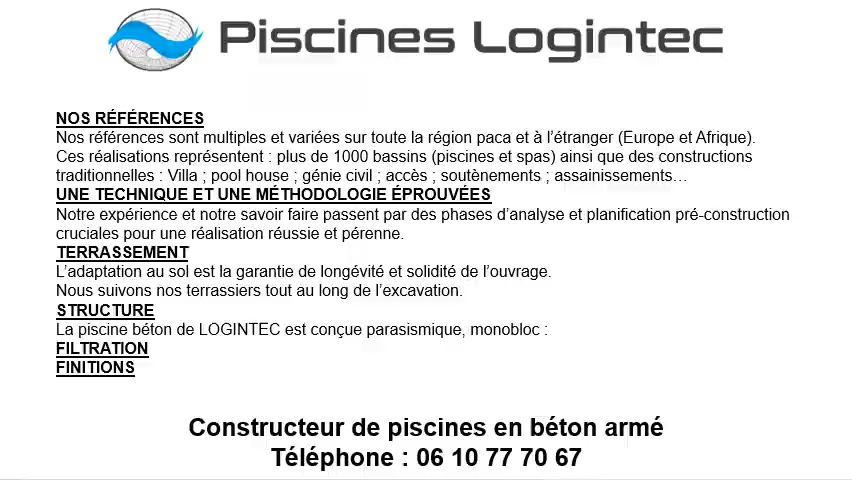 Piscines Logintec
NOS RÉFÉRENCES
Nos références sont multiples et variées sur toute la région paca et à l’étranger (Europe et Afrique).
Ces réalisations représentent : plus de 1000 bassins (piscines et spas) ainsi que des constructions
traditionnelles : Villa ; pool house ; génie civil ; accès ; soutènements ; assainissements…
UNE TECHNIQUE ET UNE MÉTHODOLOGIE ÉPROUVÉES
Notre expérience et notre savoir faire passent par des phases d’analyse et planification pré-construction
cruciales pour une réalisation réussie et pérenne.
TERRASSEMENT
L’adaptation au sol est la garantie de longévité et solidité de l’ouvrage.
Nous suivons nos terrassiers tout au long de l’excavation.
STRUCTURE
La piscine béton de LOGINTEC est conçue parasismique, monobloc :
FILTRATION
FINITIONS
Constructeur de piscines en béton armé
Téléphone : 06 10 77 70 67